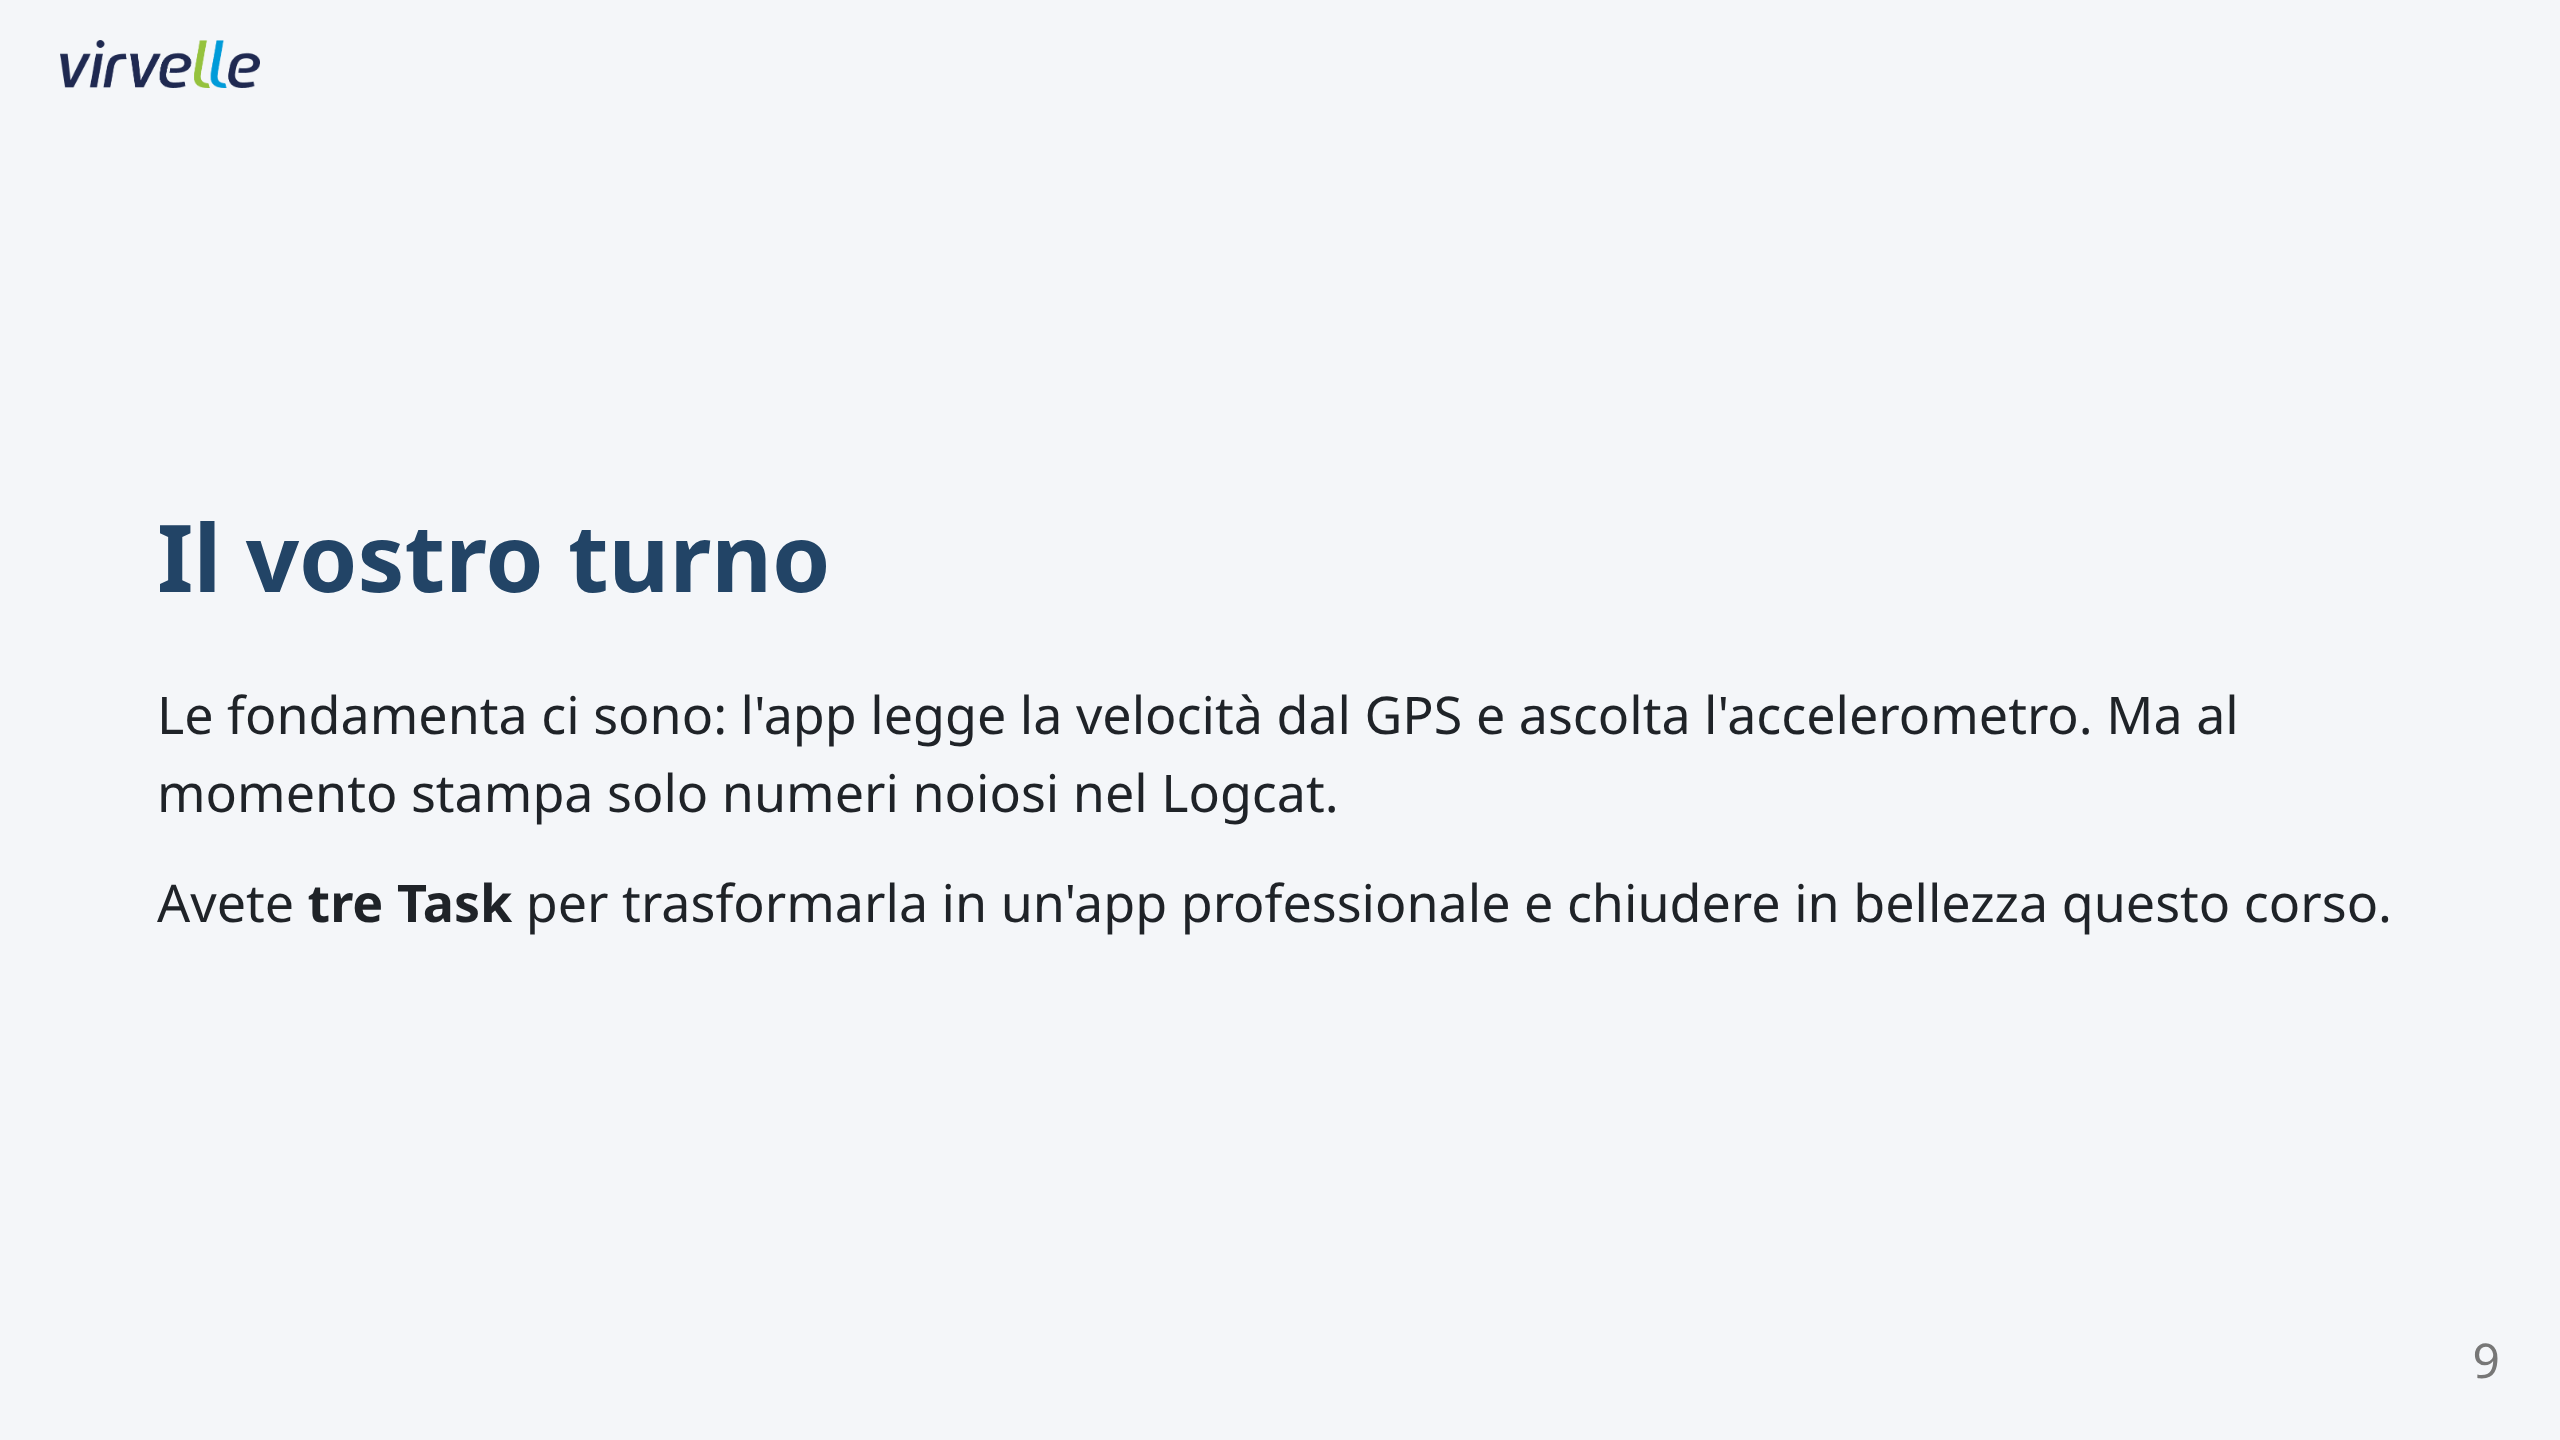 virvelle
Il vostro turno
Le fondamenta ci sono: l'app legge la velocità dal GPS e ascolta l'accelerometro. Ma al
momento stampa solo numeri noiosi nel Logcat.
Avete tre Task per trasformarla in un'app professionale e chiudere in bellezza questo corso.
9